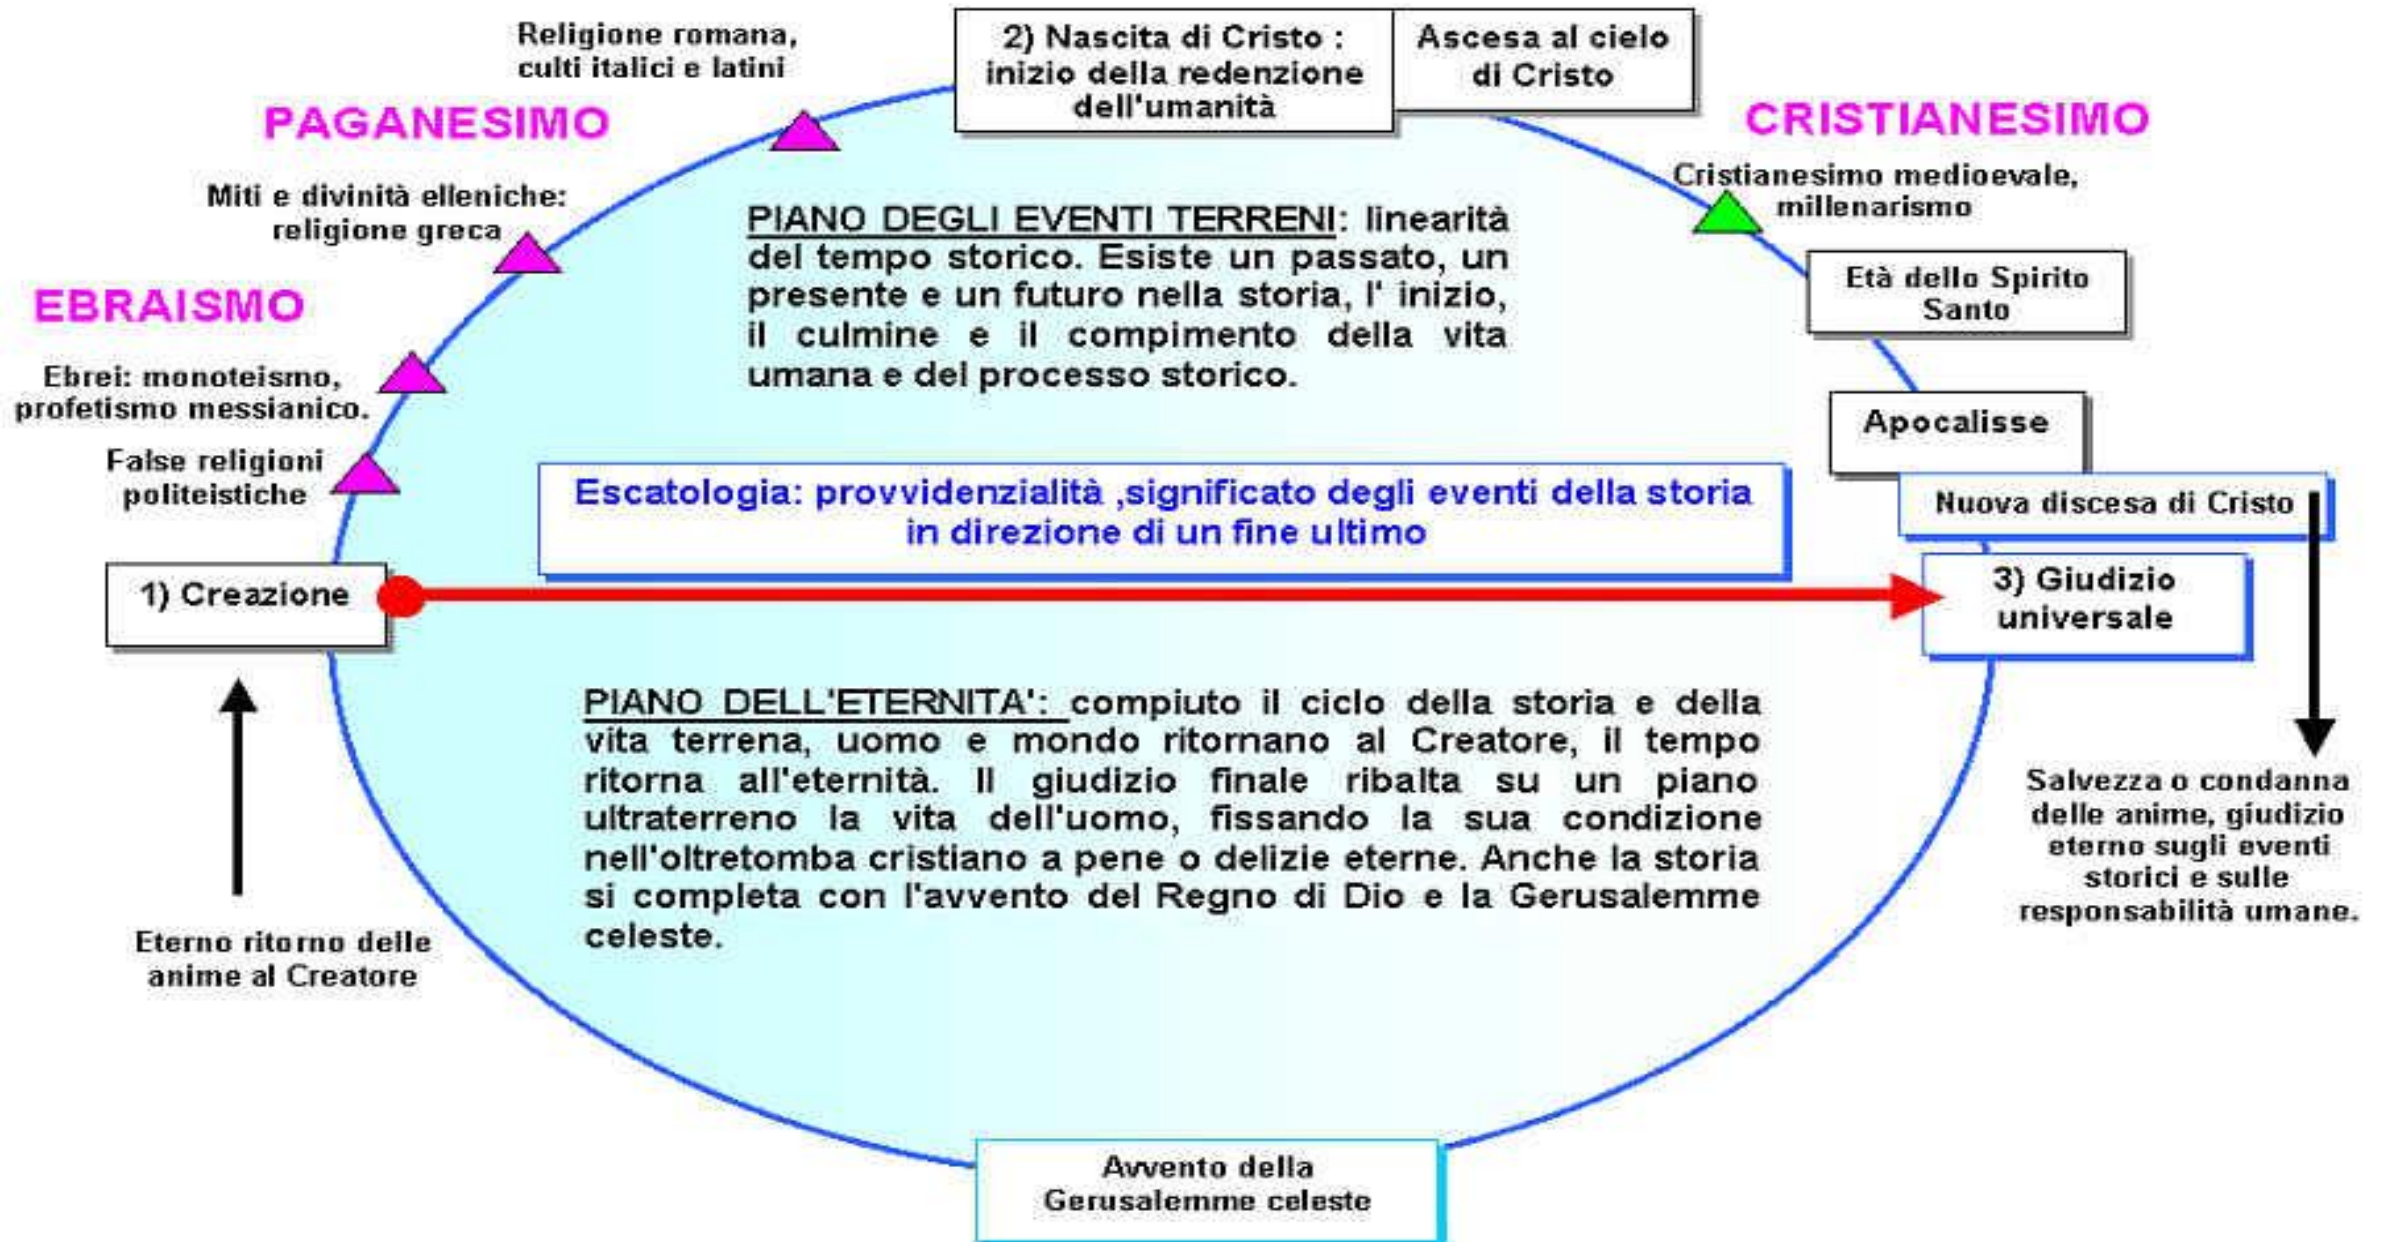 Religione romana,
culti italici e latini
2) Nascita di Cristo :
inizio della redenzione
dell'umanità
Ascesa al cielo
di Cristo
PAGANESIMO
CRISTIANESIMO
Miti e divinità elleniche:
religione greca
Cristianesimo medioevale,
millenarismo
EBRAISMO
Ebrei: monoteismo,
profetismo messianico.
False religioni
politeistiche
PIANO DEGLI EVENTI TERRENI: linearità
del tempo storico. Esiste un passato, un
presente e un futuro nella storia, l' inizio,
il culmine e il compimento della vita
umana e del processo storico.
Età dello Spirito
Santo
Apocalisse
Nuova discesa di Cristo
Escatologia: provvidenzialità ,significato degli eventi della storia
in direzione di un fine ultimo
1) Creazione
3) Giudizio
universale
PIANO DELL'ETERNITA': compiuto il ciclo della storia e della
vita terrena, uomo e mondo ritornano al Creatore, il tempo
ritorna all'eternità. Il giudizio finale ribalta su un piano
ultraterreno la vita dell'uomo, fissando la sua condizione
nell'oltretomba cristiano a pene o delizie eterne. Anche la storia
si completa con l'avvento del Regno di Dio e la Gerusalemme
celeste.
Salvezza o condanna
delle anime, giudizio
eterno sugli eventi
storici e sulle
responsabilità umane.
Eterno ritorno delle
anime al Creatore
Avvento della
Gerusalemme celeste